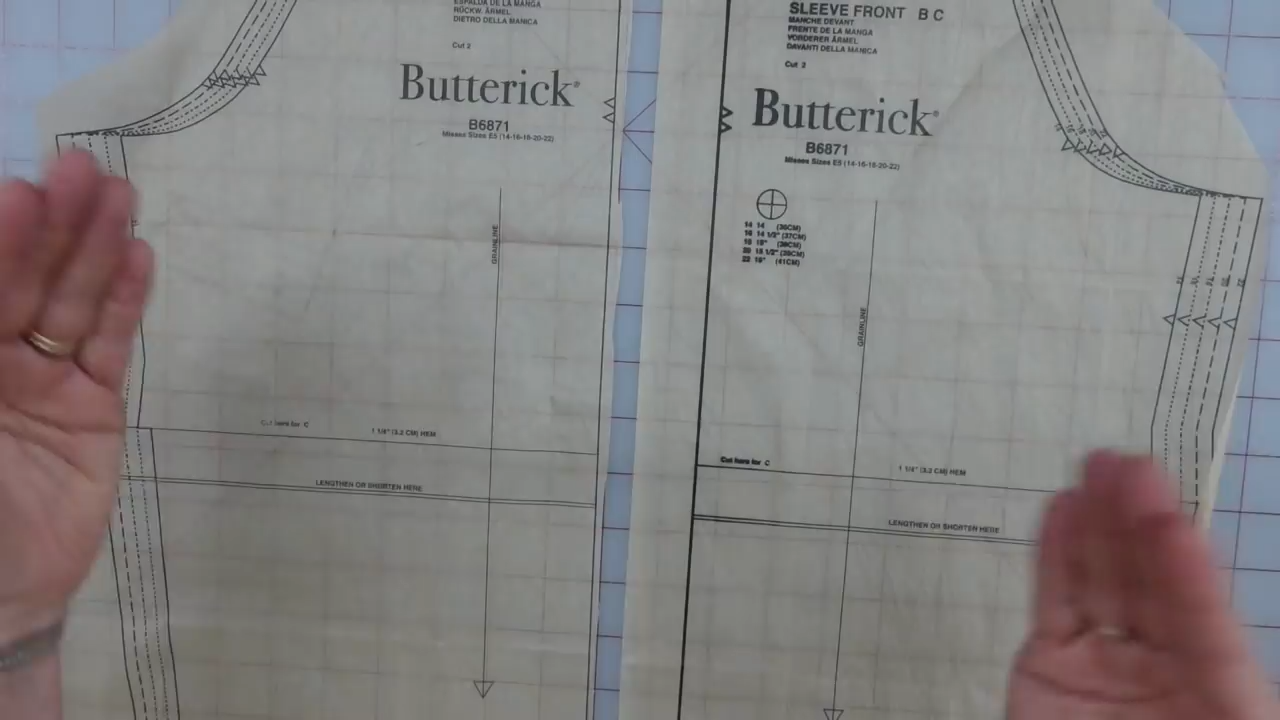 ESPALDA DE LA MANGA
RÜCKW. ÄRMEL
DIETRO DELLA MANICA
Cut 2
Butterick®
B6871
Misses Sizes E5 (14-16-18-20-22)
GRAINLINE
Cut here for C
1 1/4" (3.2 CM) HEM
LENGTHEN OR SHORTEN HERE
SLEEVE FRONT B C
MANCHE DEVANT
FRENTE DE LA MANGA
VORDERER ÄRMEL
DAVANTI DELLA MANICA
Cut 2
Butterick®
B6871
Misses Sizes E5 (14-16-18-20-22)
14 14 (36CM)
16 14 1/2" (37CM)
18 15" (38CM)
20 15 1/2" (39CM)
22 16" (41CM)
GRAINLINE
Cut here for C
1 1/4" (3.2 CM) HEM
LENGTHEN OR SHORTEN HERE